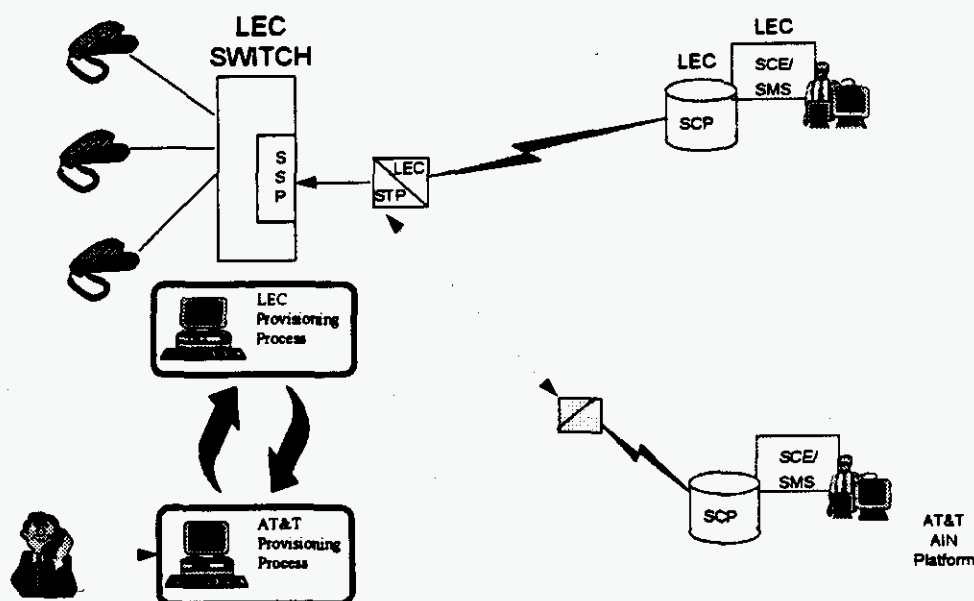 LEC
SWITCH
LEC
LEC
SCE/
SMS
SCP
SSP
LEC
STP
LEC
Provisioning
Process
SCE/
SMS
SCP
AT&T
Provisioning
Process
AT&T
AIN
Platform